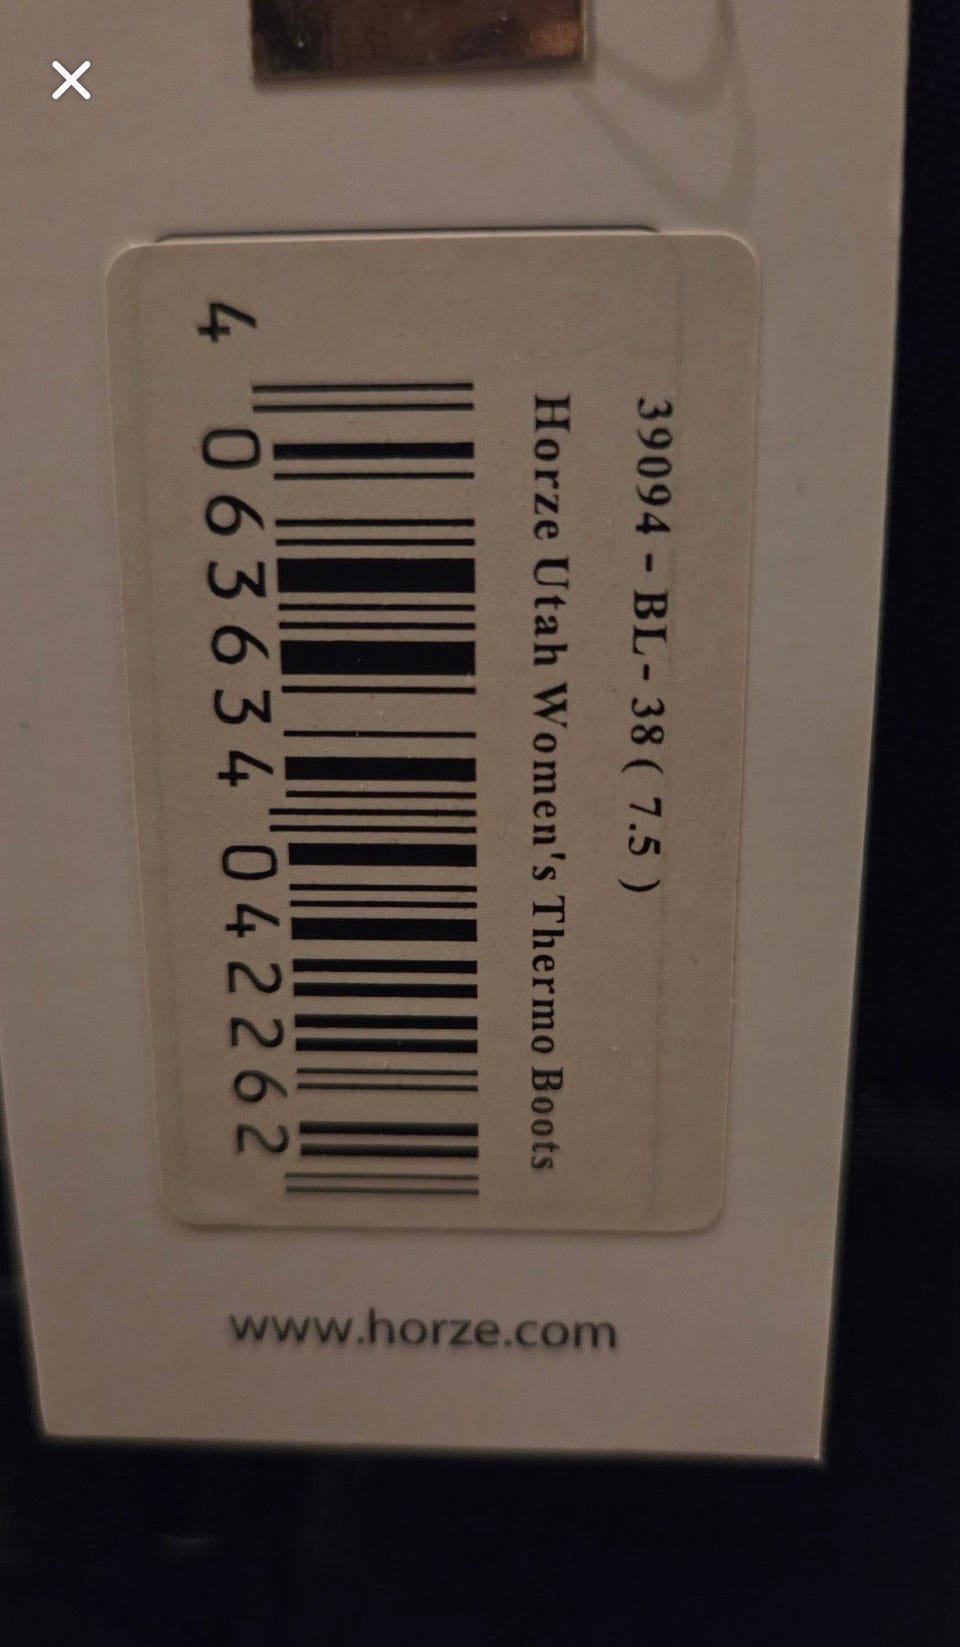 39094 - BL- 38 ( 7.5 )
Horze Utah Women's Thermo Boots
4 063634 042262
www.horze.com